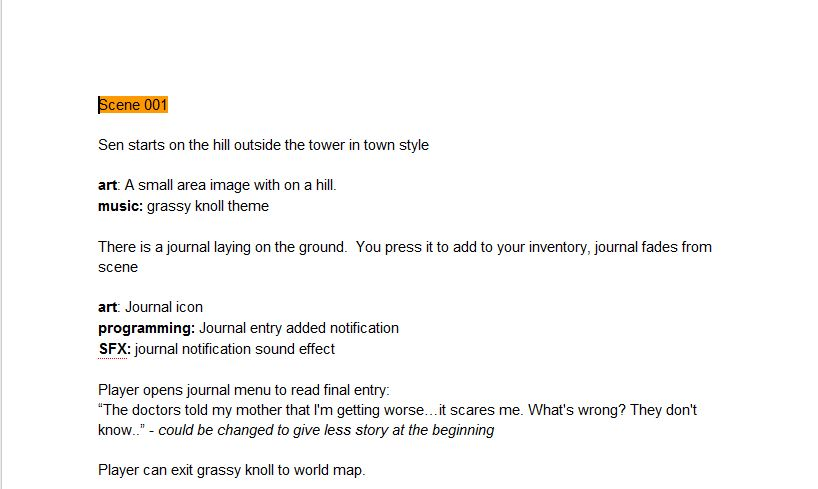 Scene 001
Sen starts on the hill outside the tower in town style
art: A small area image with on a hill.
music: grassy knoll theme
There is a journal laying on the ground.  You press it to add to your inventory, journal fades from
scene
art: Journal icon
programming: Journal entry added notification
SFX: journal notification sound effect
Player opens journal menu to read final entry:
“The doctors told my mother that I'm getting worse…it scares me. What's wrong? They don't
know..” - could be changed to give less story at the beginning
Player can exit grassy knoll to world map.